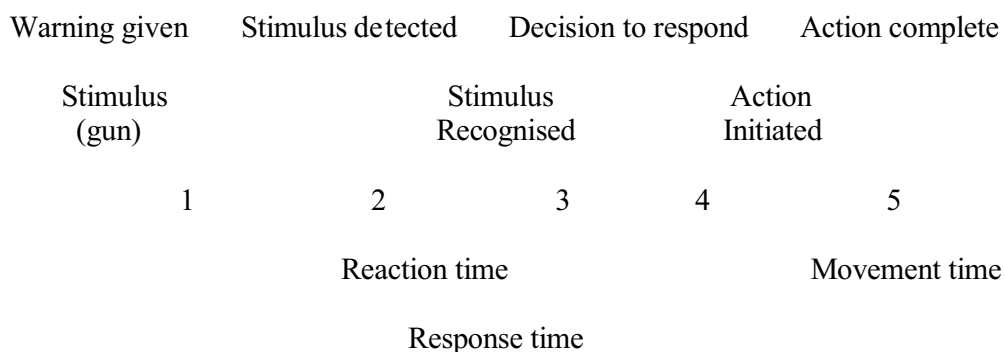 Warning given Stimulus detected Decision to respond Action complete
Stimulus Stimulus Action
(gun) Recognised Initiated
1 2 3 4 5
Reaction time Movement time
Response time